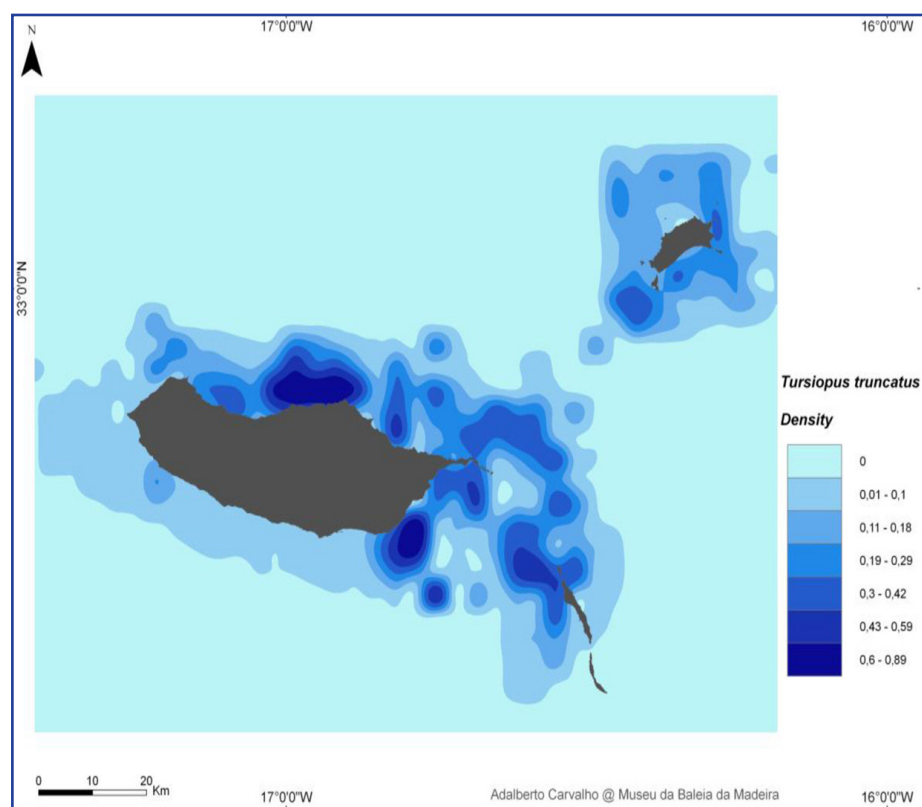 17°0'0"W 16°0'0"W
N
33°0'0"N
Tursiopus truncatus
Density
0
0,01 - 0,1
0,11 - 0,18
0,19 - 0,29
0,3 - 0,42
0,43 - 0,59
0,6 - 0,89
0 10 20
Km
Adalberto Carvalho @ Museu da Baleia da Madeira
17°0'0"W 16°0'0"W